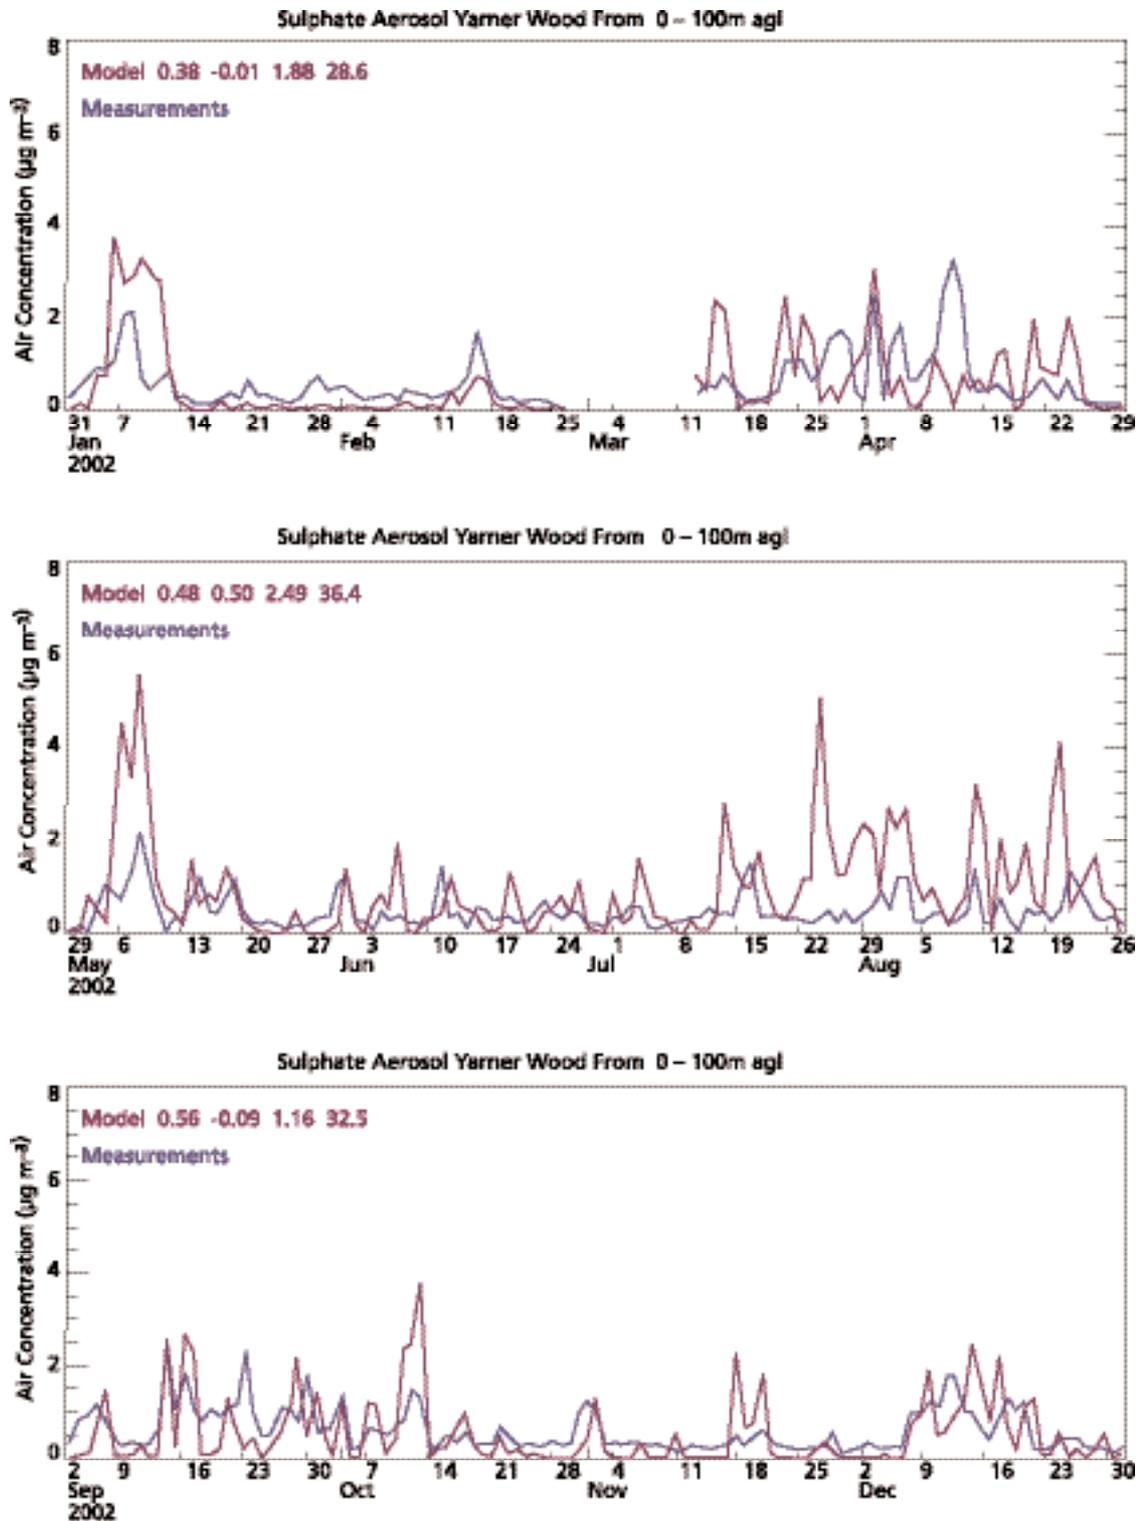 Sulphate Aerosol Yarner Wood From 0 – 100m agl
8
Model 0.38 -0.01 1.88 28.6
Measurements
6
4
2
0
Air Concentration (μg m⁻³)
31 7 14 21 28 4 11 18 25 4 11 18 25 1 8 15 22 29
Jan Feb Mar Apr
2002
Sulphate Aerosol Yarner Wood From 0 – 100m agl
8
Model 0.48 0.50 2.49 36.4
Measurements
6
4
2
0
Air Concentration (μg m⁻³)
29 6 13 20 27 3 10 17 24 1 8 15 22 29 5 12 19 26
May Jun Jul Aug
2002
Sulphate Aerosol Yarner Wood From 0 – 100m agl
8
Model 0.56 -0.09 1.16 32.5
Measurements
6
4
2
0
Air Concentration (μg m⁻³)
2 9 16 23 30 7 14 21 28 4 11 18 25 2 9 16 23 30
Sep Oct Nov Dec
2002